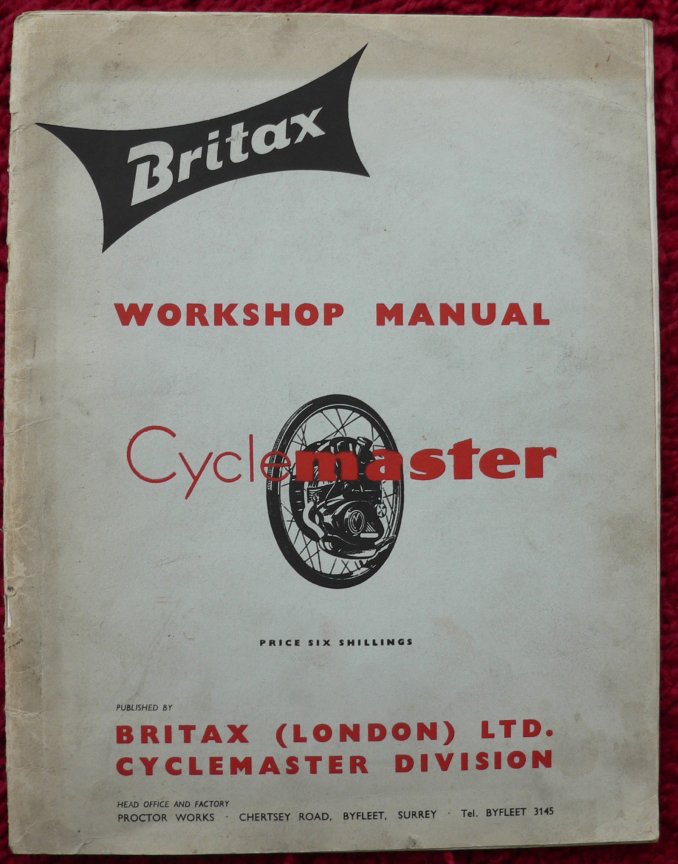 Britax
WORKSHOP MANUAL
Cyclemaster
PRICE SIX SHILLINGS
PUBLISHED BY
BRITAX (LONDON) LTD.
CYCLEMASTER DIVISION
HEAD OFFICE AND FACTORY
PROCTOR WORKS · CHERTSEY ROAD, BYFLEET, SURREY · Tel. BYFLEET 3145